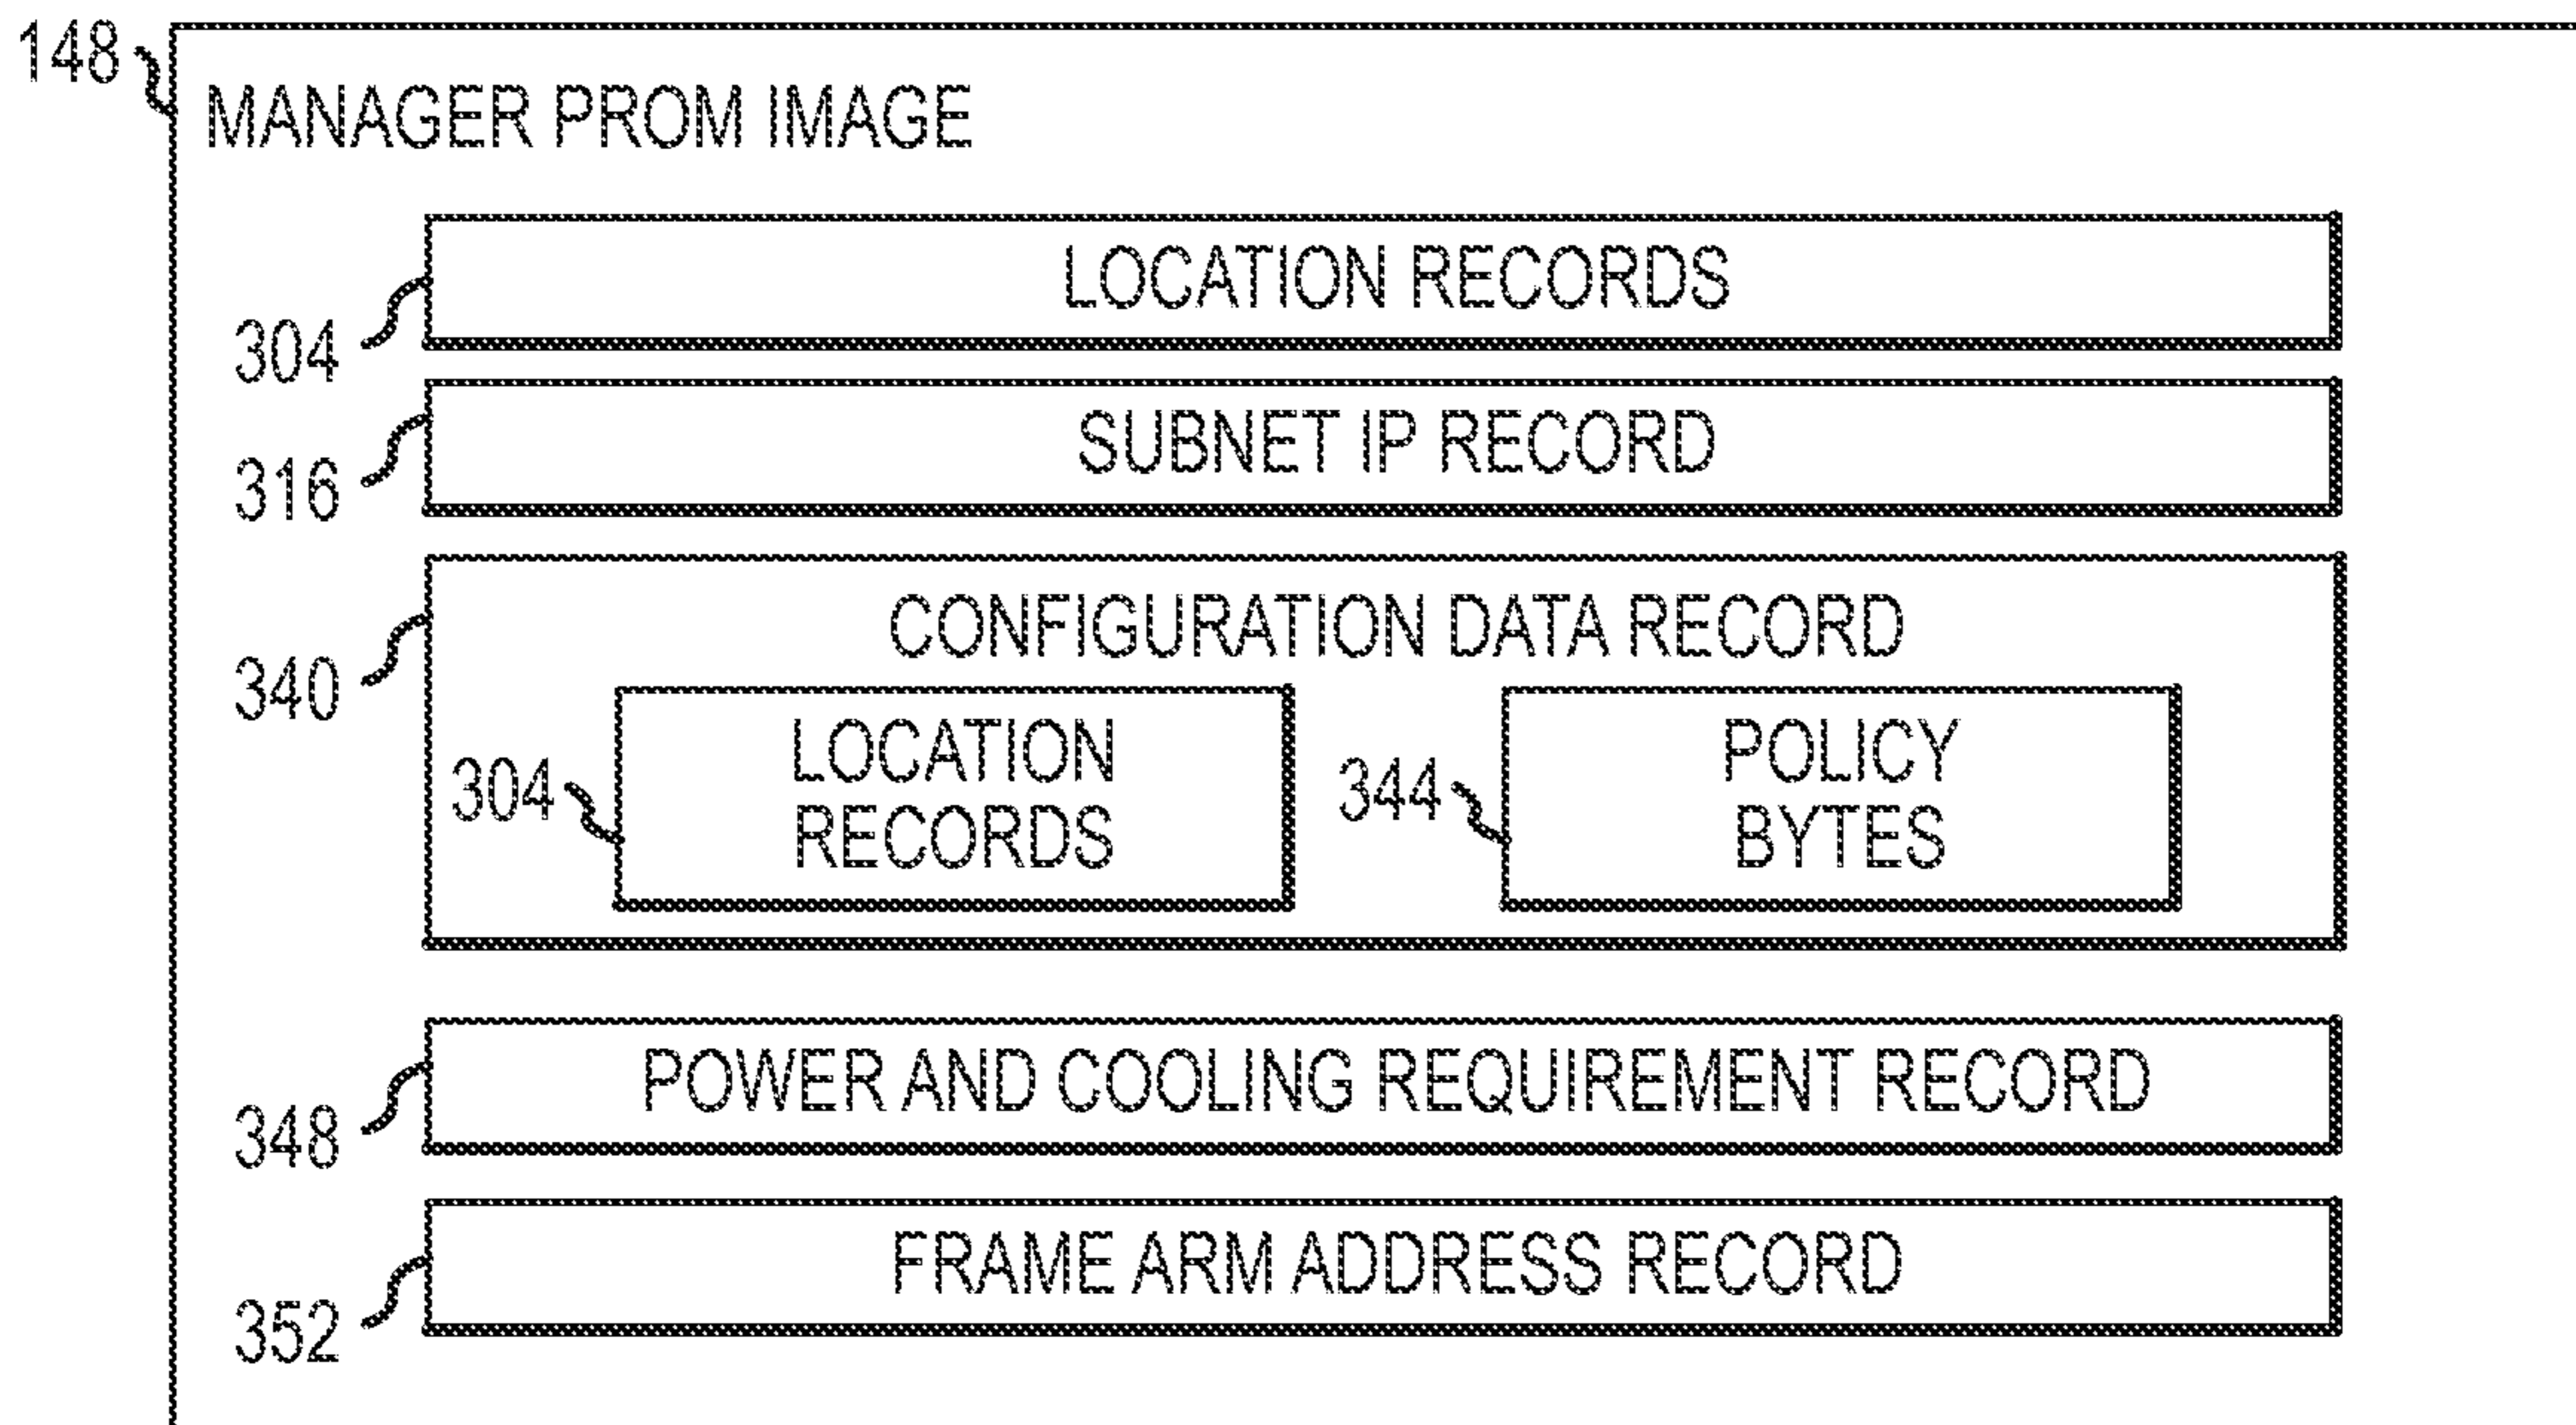 148
MANAGER PROM IMAGE
LOCATION RECORDS
304
SUBNET IP RECORD
316
CONFIGURATION DATA RECORD
340
304
LOCATION
RECORDS
344
POLICY
BYTES
POWER AND COOLING REQUIREMENT RECORD
348
FRAME ARM ADDRESS RECORD
352